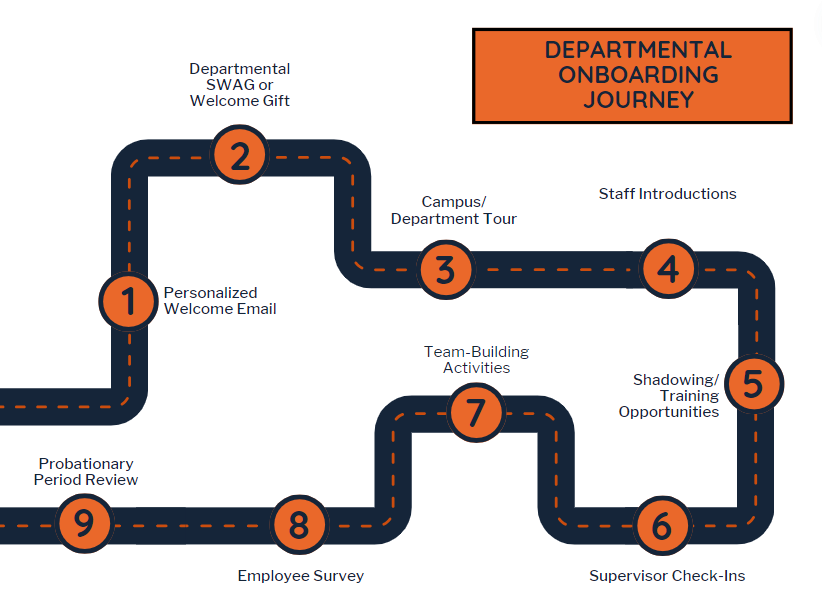 DEPARTMENTAL
ONBOARDING
JOURNEY
1
Personalized
Welcome Email
Departmental
SWAG or
Welcome Gift
2
Campus/
Department Tour
3
Staff Introductions
4
Shadowing/
Training
Opportunities
5
6
Supervisor Check-Ins
Team-Building
Activities
7
8
Employee Survey
Probationary
Period Review
9